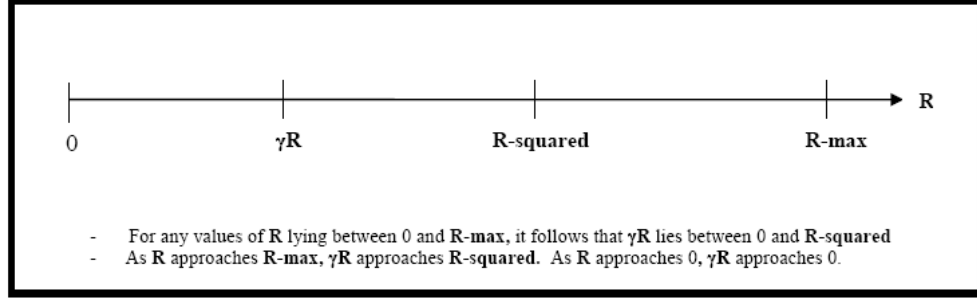 R
0 γR R-squared R-max
- For any values of R lying between 0 and R-max, it follows that γR lies between 0 and R-squared
- As R approaches R-max, γR approaches R-squared. As R approaches 0, γR approaches 0.